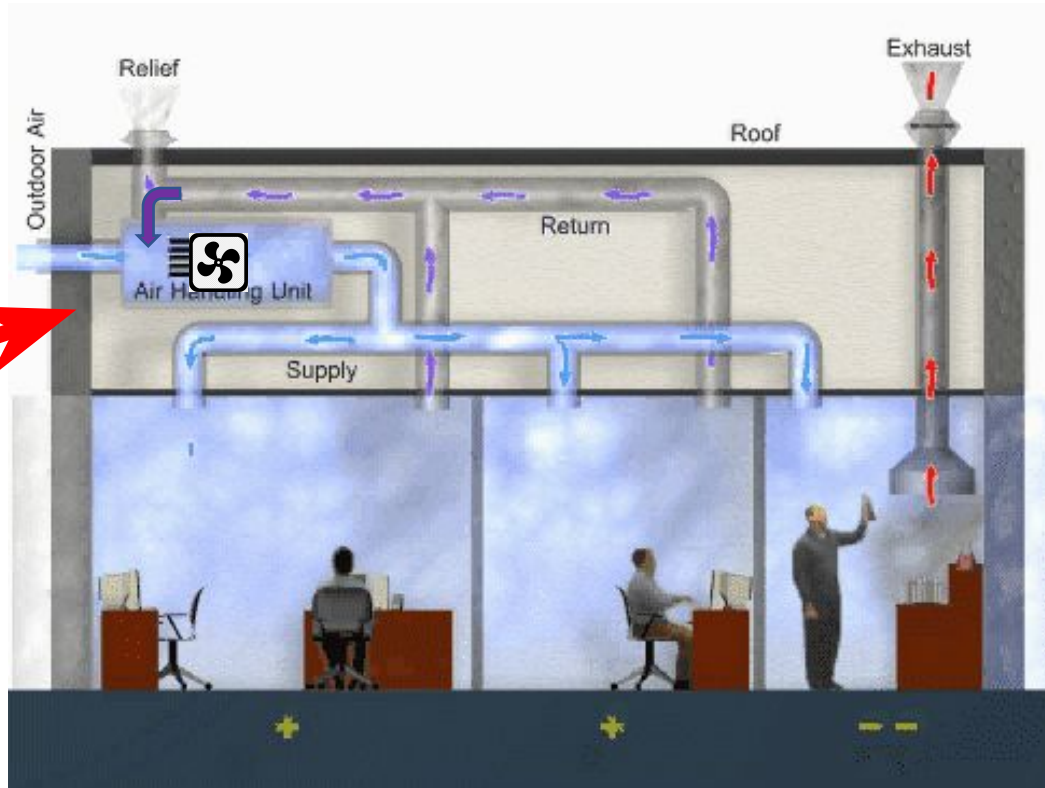 Exhaust
Relief
Outdoor Air
Roof
Return
Air Handling Unit
Supply
+
+
– –